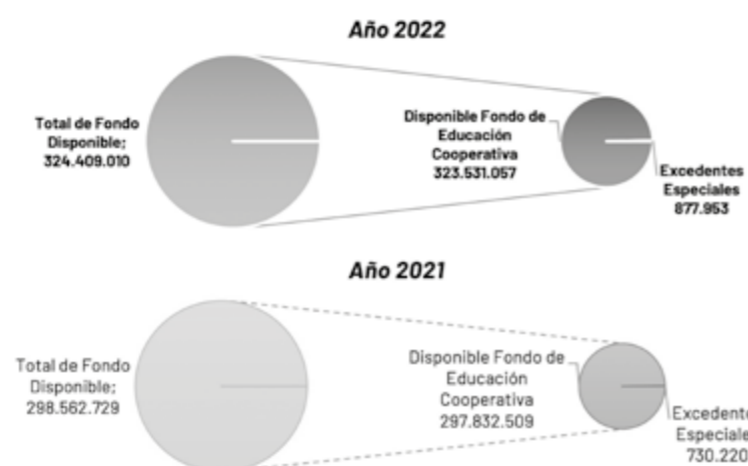 Año 2022
Total de Fondo
Disponible;
324.409.010
Disponible Fondo de
Educación
Cooperativa
323.531.057
Excedentes
Especiales
877.953
Año 2021
Total de Fondo
Disponible;
298.562.729
Disponible Fondo de
Educación
Cooperativa
297.832.509
Excedente
Especiale
730.220